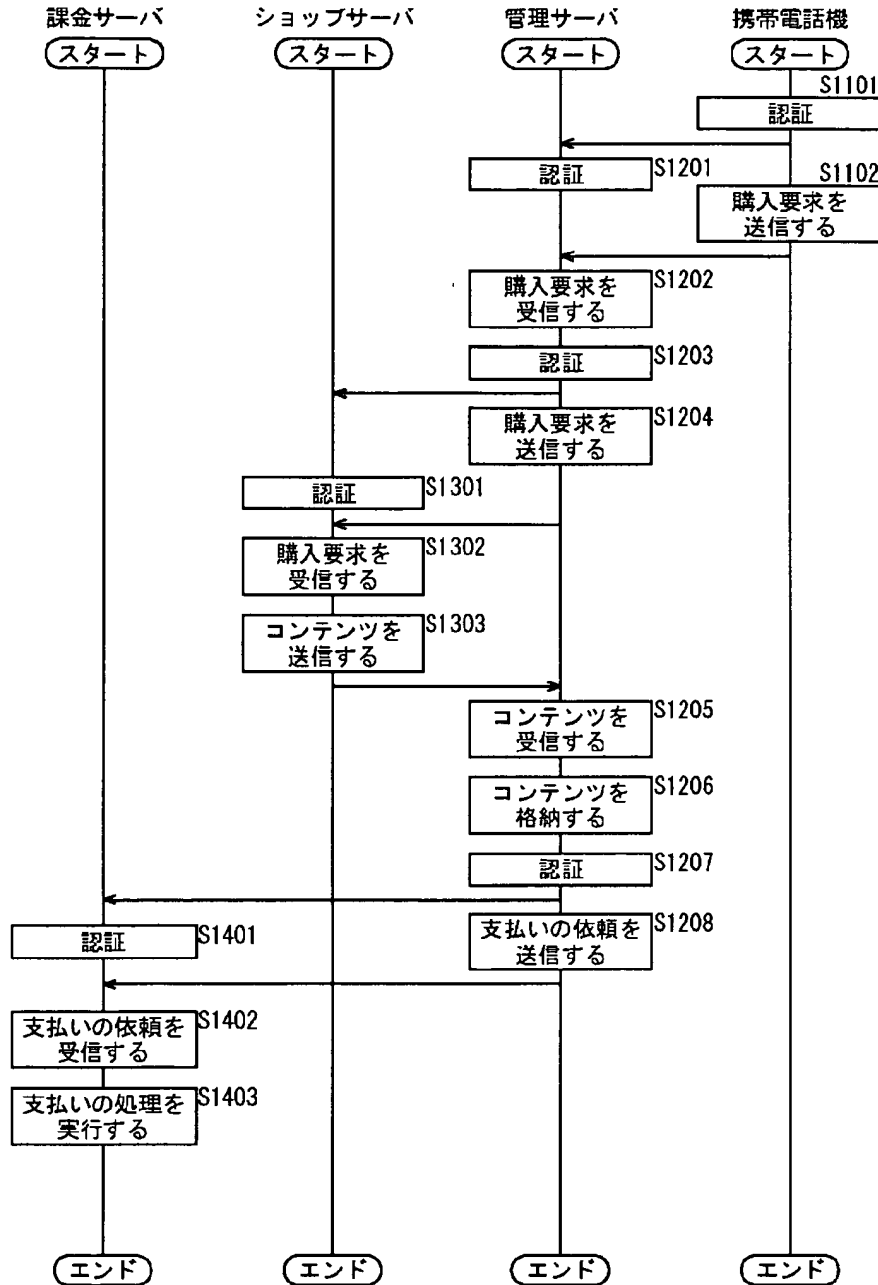 課金サーバ
ショップサーバ
管理サーバ
携帯電話機
スタート
スタート
スタート
スタート
S1101
認証
認証
S1201
S1102
購入要求を
送信する
購入要求を
受信する
S1202
認証
S1203
購入要求を
送信する
S1204
認証
S1301
購入要求を
受信する
S1302
コンテンツを
送信する
S1303
コンテンツを
受信する
S1205
コンテンツを
格納する
S1206
認証
S1207
支払いの依頼を
送信する
S1208
認証
S1401
支払いの依頼を
受信する
S1402
支払いの処理を
実行する
S1403
エンド
エンド
エンド
エンド